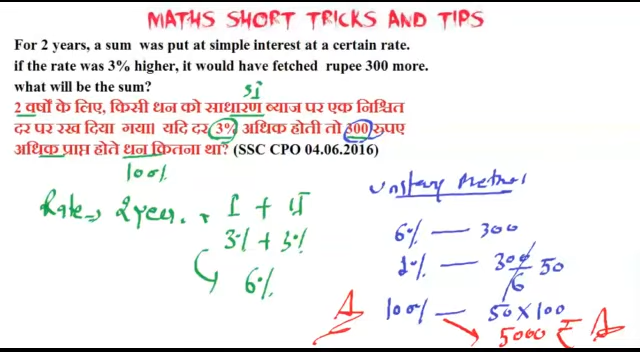 MATHS SHORT TRICKS AND TIPS
For 2 years, a sum was put at simple interest at a certain rate.
if the rate was 3% higher, it would have fetched rupee 300 more.
what will be the sum?
SI
2 वर्षों के लिए, किसी धन को साधारण ब्याज पर एक निश्चित
दर पर रख दिया गया। यदि दर 3% अधिक होती तो 300 रुपए
अधिक प्राप्त होते धन कितना था? (SSC CPO 04.06.2016)
100%
Rate → 2 year. → I + II
3% + 3%
6%
Unitary Method
6% — 300
1% — 300/6 50
100% — 50 × 100
5000 ₹ A
A